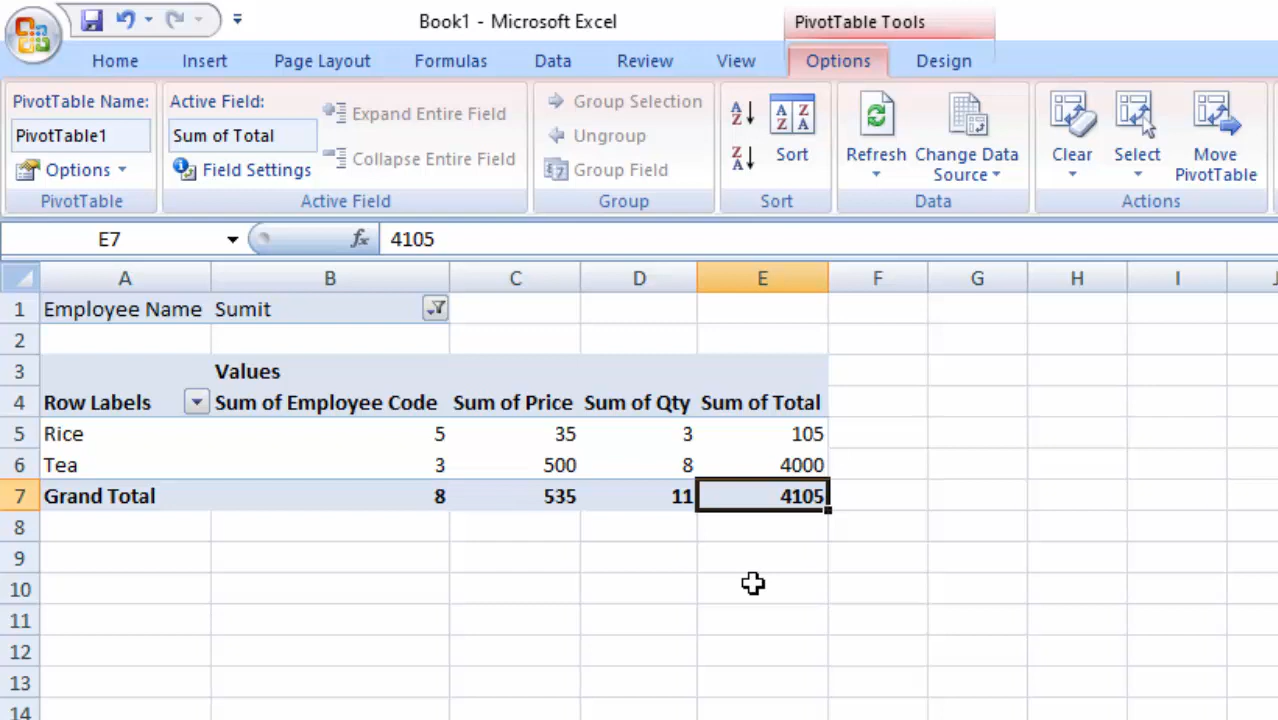 Book1 - Microsoft Excel
PivotTable Tools
Home Insert Page Layout Formulas Data Review View Options Design
PivotTable Name:
PivotTable1
Options
PivotTable
Active Field:
Sum of Total
Field Settings
Expand Entire Field
Collapse Entire Field
Active Field
Group Selection
Ungroup
Group Field
Group
A Z
Z A
A Z Z A
Sort
Sort
Refresh
Change Data
Source
Data
Clear
Select
Move
PivotTable
Actions
E7 fx 4105
A B C D E F G H I J
1 Employee Name Sumit
2
3 Values
4 Row Labels Sum of Employee Code Sum of Price Sum of Qty Sum of Total
5 Rice 5 35 3 105
6 Tea 3 500 8 4000
7 Grand Total 8 535 11 4105
8
9
10
11
12
13
14